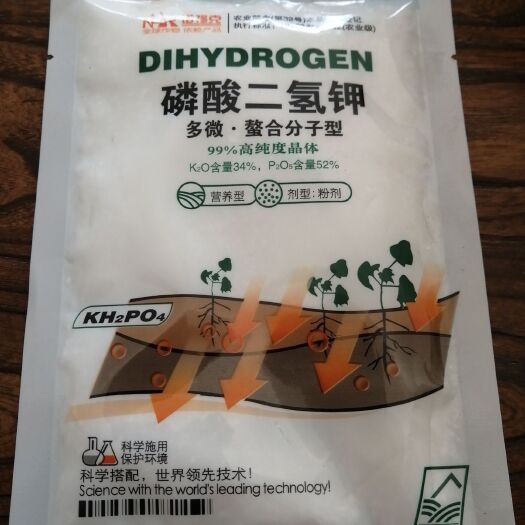 DIHYDROGEN
磷酸二氢钾
多微·螯合分子型
99%高纯度晶体
K₂O含量34%，P₂O₅含量52%
营养型
剂型：粉剂
KH₂PO₄
科学施用
保护环境
科学搭配，世界领先技术！
Science with the world's leading technology!